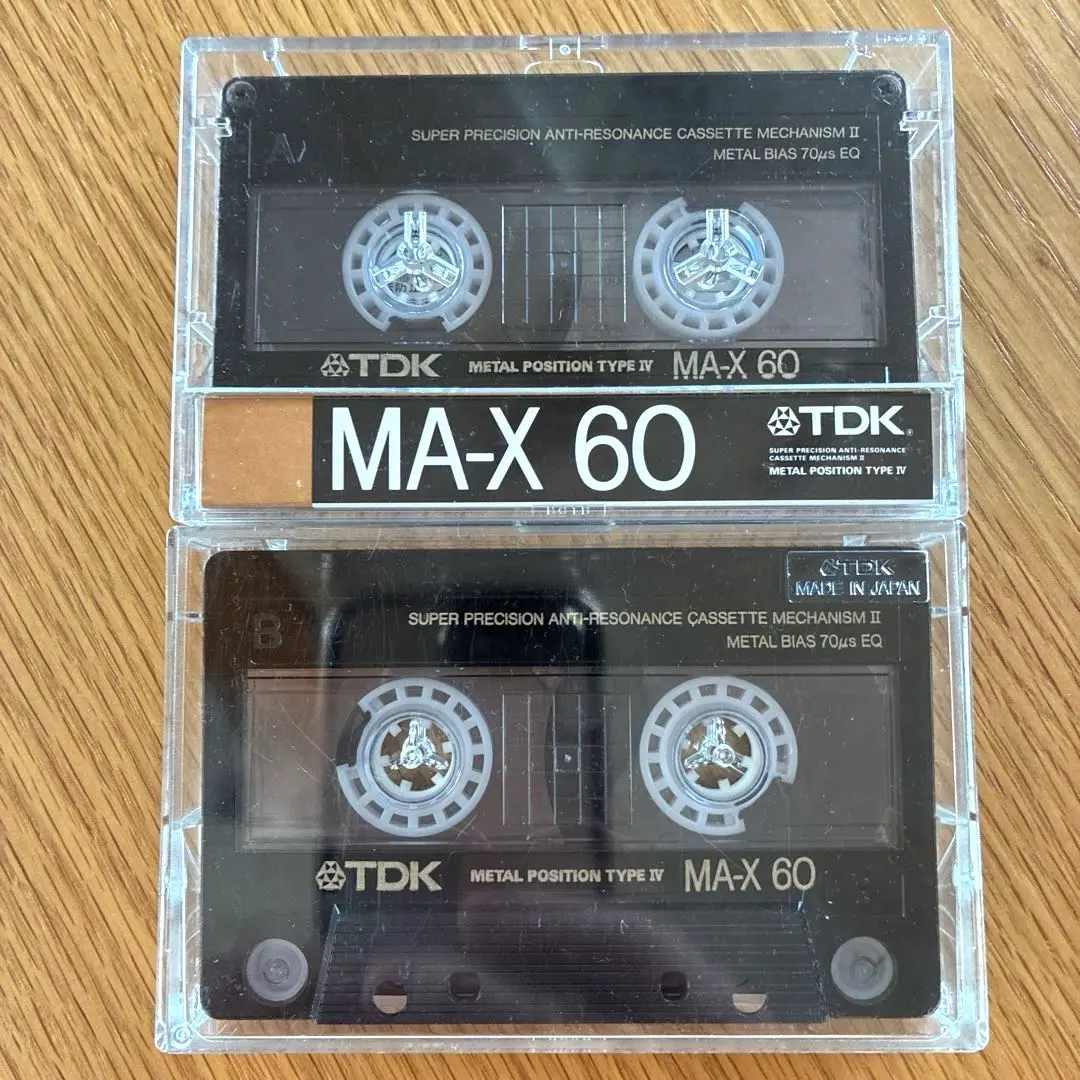 A
SUPER PRECISION ANTI-RESONANCE CASSETTE MECHANISM II
METAL BIAS 70μs EQ
防止
TDK METAL POSITION TYPE IV MA-X 60
MA-X 60
TDK
SUPER PRECISION ANTI-RESONANCE
CASSETTE MECHANISM II
METAL POSITION TYPE IV
TDK
MADE IN JAPAN
B
SUPER PRECISION ANTI-RESONANCE CASSETTE MECHANISM II
METAL BIAS 70μs EQ
TDK METAL POSITION TYPE IV MA-X 60